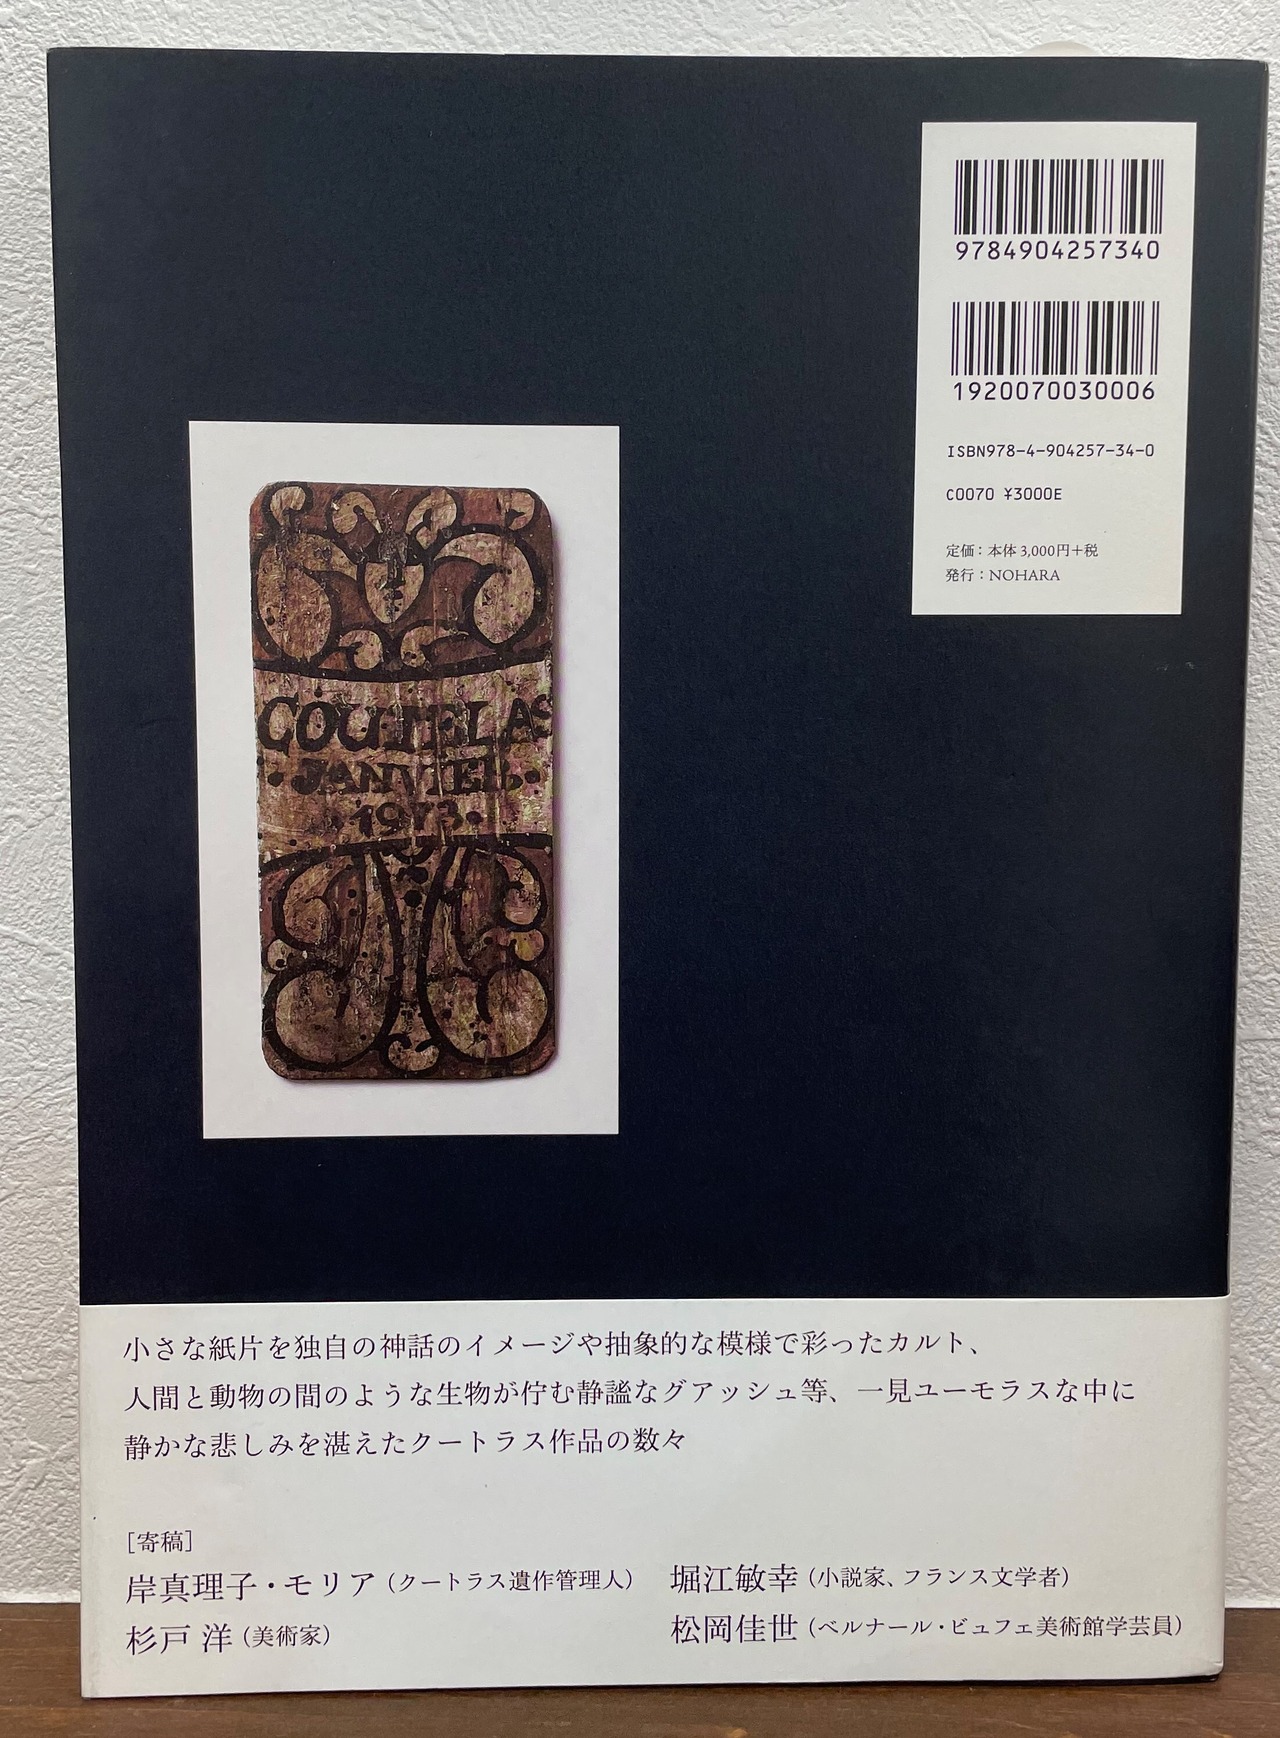 9784904257340
1920070030006
ISBN978-4-904257-34-0
C0070 ¥3000E
定価：本体3,000円+税
発行：NOHARA
COUTELAS
•JANVIER•
•1973•
小さな紙片を独自の神話のイメージや抽象的な模様で彩ったカルト、
人間と動物の間のような生物が佇む静謐なグアッシュ等、一見ユーモラスな中に
静かな悲しみを湛えたクートラス作品の数々
［寄稿］
岸真理子・モリア（クートラス遺作管理人）
堀江敏幸（小説家、フランス文学者）
杉戸 洋（美術家）
松岡佳世（ベルナール・ビュフェ美術館学芸員）